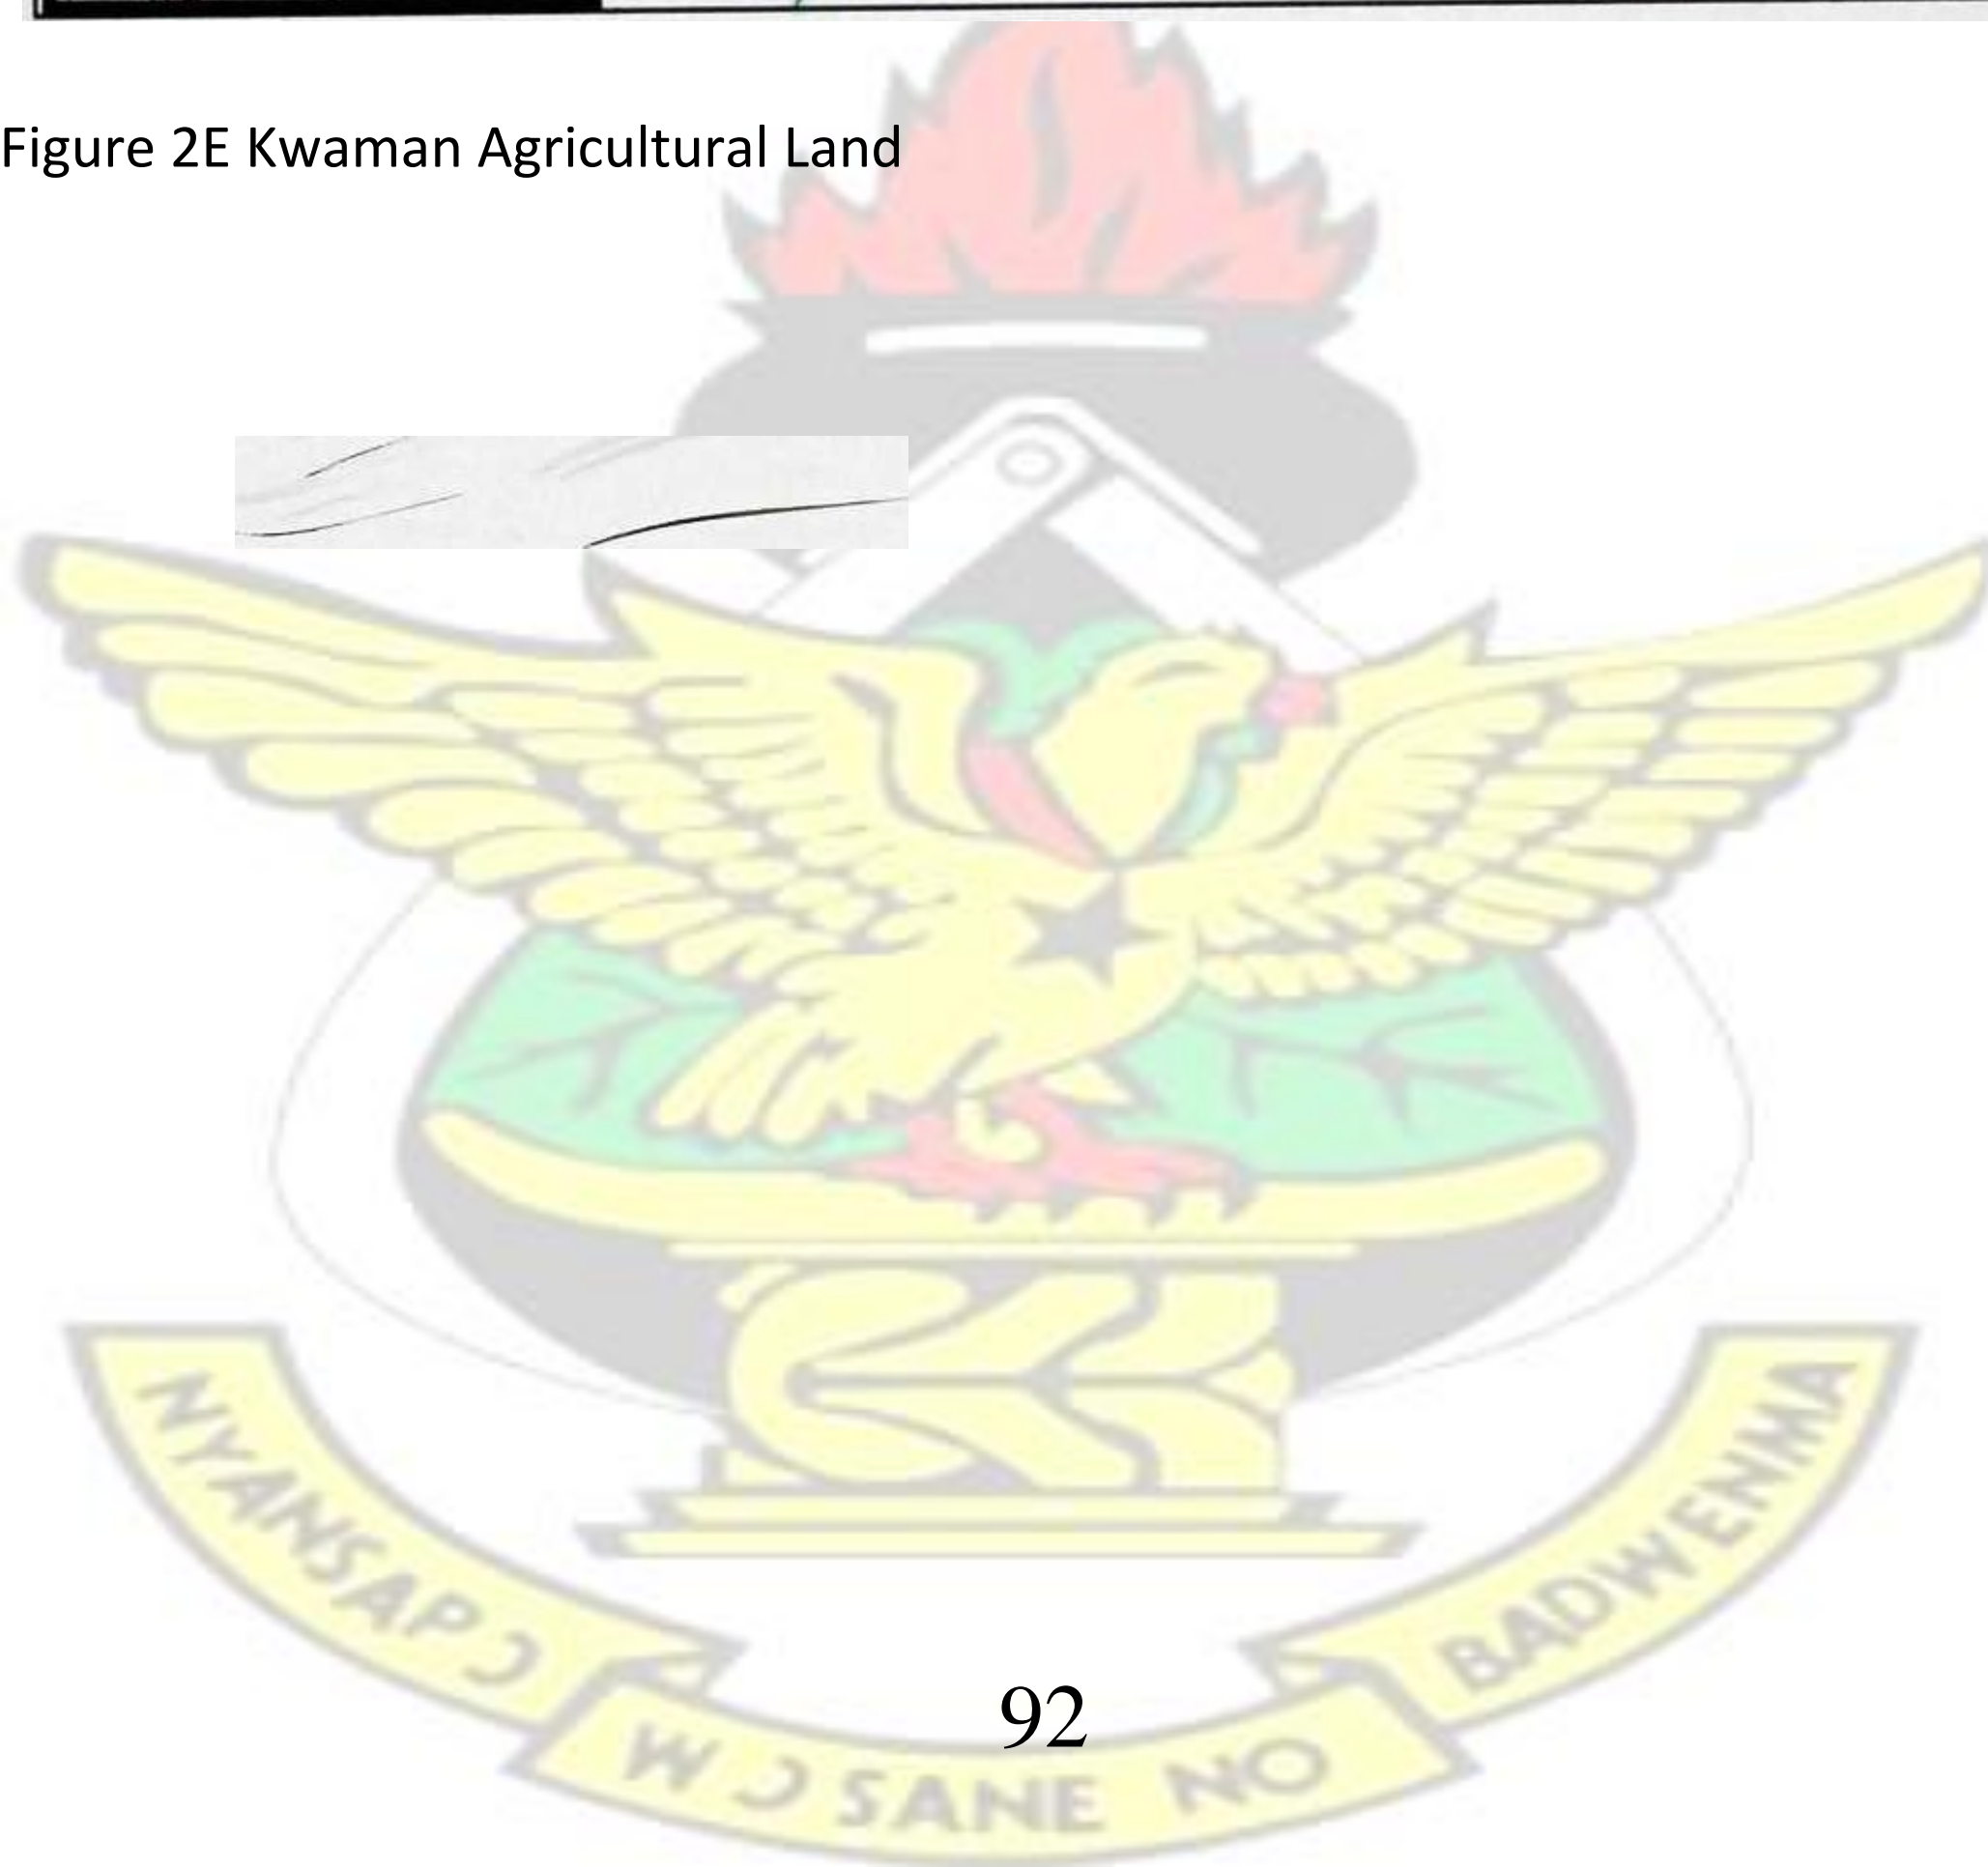 Figure 2E Kwaman Agricultural Land
NYANSAPƆ
WƆSANE NO
BADWENMA
92